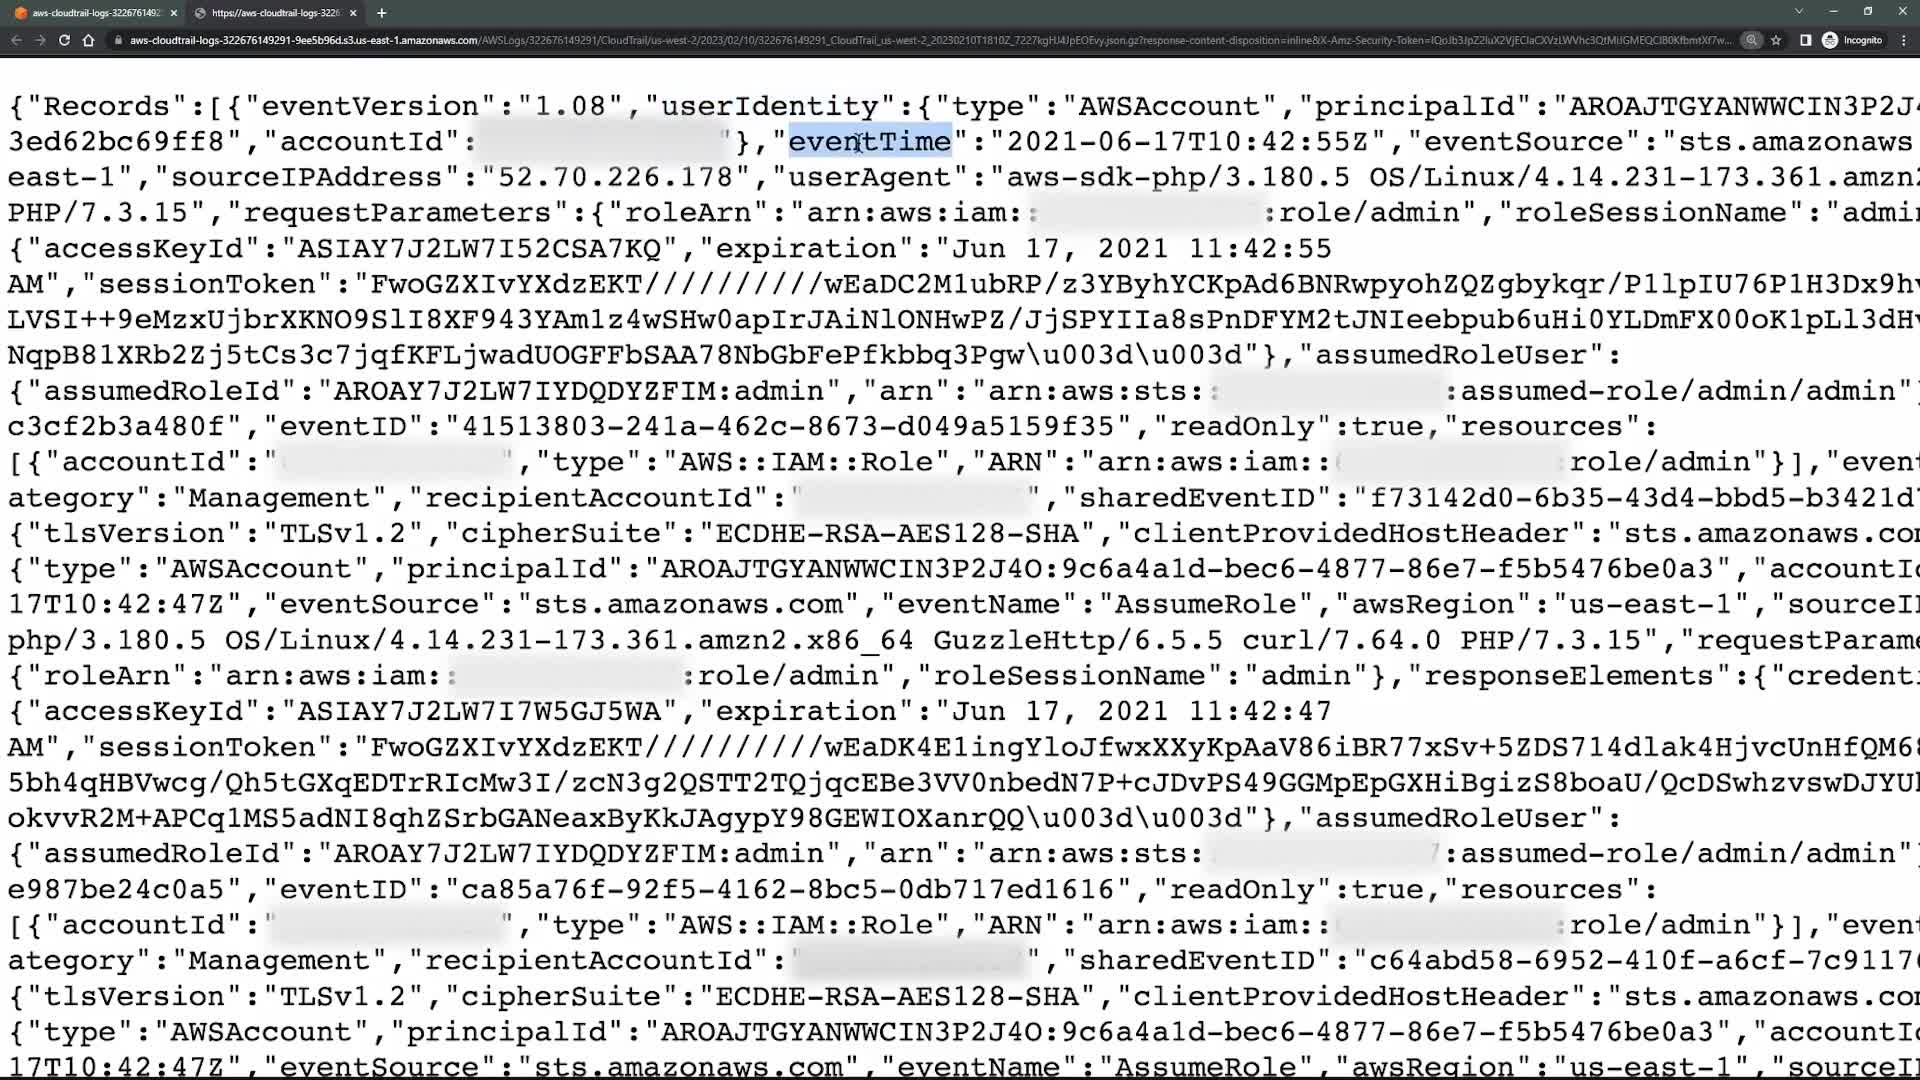 aws-cloudtrail-logs-322676149
https://aws-cloudtrail-logs-3226
aws-cloudtrail-logs-322676149291-9ee5b96d.s3.us-east-1.amazonaws.com/AWSLogs/322676149291/CloudTrail/us-west-2/2023/02/10/322676149291_CloudTrail_us-west-2_20230210T1810Z_7227kgHJ4JpEOEvy.json.gz?response-content-disposition=inline&X-Amz-Security-Token=
Incognito
{"Records":[{"eventVersion":"1.08","userIdentity":{"type":"AWSAccount","principalId":"AROAJTGYANWWCIN3P2J4
3ed62bc69ff8","accountId": "},"eventTime":"2021-06-17T10:42:55Z","eventSource":"sts.amazonaws
east-1","sourceIPAddress":"52.70.226.178","userAgent":"aws-sdk-php/3.180.5 OS/Linux/4.14.231-173.361.amzn2
PHP/7.3.15","requestParameters":{"roleArn":"arn:aws:iam:: :role/admin","roleSessionName":"admi
{"accessKeyId":"ASIAY7J2LW7I52CSA7KQ","expiration":"Jun 17, 2021 11:42:55
AM","sessionToken":"FwoGZXIvYXdzEKT//////////wEaDC2M1ubRP/z3YByhYCKpAd6BNRwpyohZQZgbykqr/P1lpIU76P1H3Dx9h
LVSI++9eMzxUjbrXKNO9SlI8XF943YAm1z4wSHw0apIrJAiNlONHwPZ/JjSPYIIa8sPnDFYM2tJNIeebpub6uHi0YLDmFX00oK1pLl3dH
NqpB81XRb2Zj5tCs3c7jqfKFLjwadUOGFFbSAA78NbGbFePfkbbq3Pgw\u003d\u003d"},"assumedRoleUser":
{"assumedRoleId":"AROAY7J2LW7IYDQDYZFIM:admin","arn":"arn:aws:sts:: :assumed-role/admin/admin"
c3cf2b3a480f","eventID":"41513803-241a-462c-8673-d049a5159f35","readOnly":true,"resources":
[{"accountId":" ","type":"AWS::IAM::Role","ARN":"arn:aws:iam:: role/admin"}],"even
ategory":"Management","recipientAccountId":" ","sharedEventID":"f73142d0-6b35-43d4-bbd5-b3421d
{"tlsVersion":"TLSv1.2","cipherSuite":"ECDHE-RSA-AES128-SHA","clientProvidedHostHeader":"sts.amazonaws.co
{"type":"AWSAccount","principalId":"AROAJTGYANWWCIN3P2J4O:9c6a4a1d-bec6-4877-86e7-f5b5476be0a3","accountI
17T10:42:47Z","eventSource":"sts.amazonaws.com","eventName":"AssumeRole","awsRegion":"us-east-1","sourceI
php/3.180.5 OS/Linux/4.14.231-173.361.amzn2.x86_64 GuzzleHttp/6.5.5 curl/7.64.0 PHP/7.3.15","requestParam
{"roleArn":"arn:aws:iam:: :role/admin","roleSessionName":"admin"},"responseElements":{"credent
{"accessKeyId":"ASIAY7J2LW7I7W5GJ5WA","expiration":"Jun 17, 2021 11:42:47
AM","sessionToken":"FwoGZXIvYXdzEKT//////////wEaDK4E1ingYloJfwxXXyKpAaV86iBR77xSv+5ZDS714dlak4HjvcUnHfQM6
5bh4qHBVwcg/Qh5tGXqEDTrRIcMw3I/zcN3g2QSTT2TQjqcEBe3VV0nbedN7P+cJDvPS49GGMpEpGXHiBgizS8boaU/QcDSwhzvswDJYU
okvvR2M+APCq1MS5adNI8qhZSrbGANeaxByKkJAgypY98GEWIOXanrQQ\u003d\u003d"},"assumedRoleUser":
{"assumedRoleId":"AROAY7J2LW7IYDQDYZFIM:admin","arn":"arn:aws:sts: :assumed-role/admin/admin"
e987be24c0a5","eventID":"ca85a76f-92f5-4162-8bc5-0db717ed1616","readOnly":true,"resources":
[{"accountId":" ","type":"AWS::IAM::Role","ARN":"arn:aws:iam:: role/admin"}],"even
ategory":"Management","recipientAccountId":" ","sharedEventID":"c64abd58-6952-410f-a6cf-7c9117
{"tlsVersion":"TLSv1.2","cipherSuite":"ECDHE-RSA-AES128-SHA","clientProvidedHostHeader":"sts.amazonaws.co
{"type":"AWSAccount","principalId":"AROAJTGYANWWCIN3P2J4O:9c6a4a1d-bec6-4877-86e7-f5b5476be0a3","accountI
17T10:42:47Z","eventSource":"sts.amazonaws.com","eventName":"AssumeRole","awsRegion":"us-east-1","sourceI